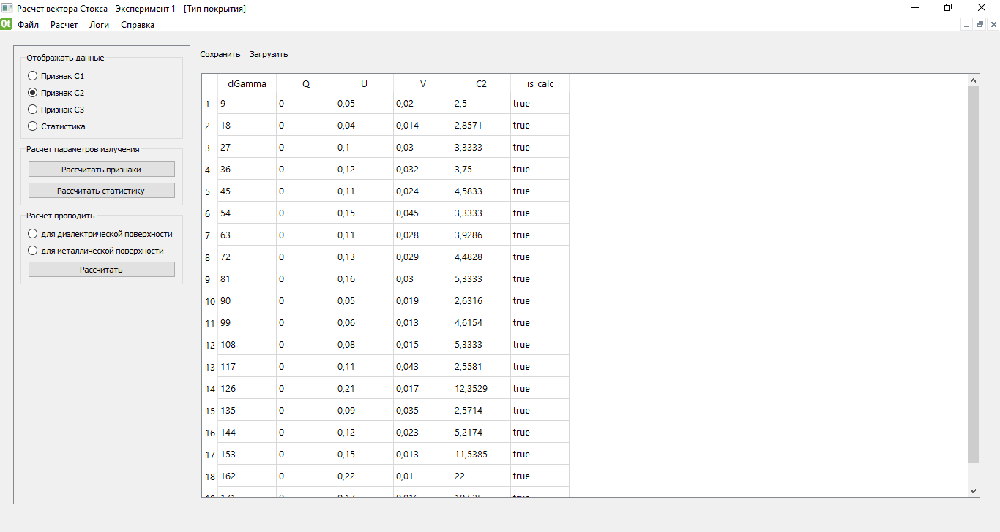 Расчет вектора Стокса - Эксперимент 1 - [Тип покрытия]
Qt Файл Расчет Логи Справка
Отображать данные
Признак C1
Признак C2
Признак C3
Статистика
Расчет параметров излучения
Рассчитать признаки
Рассчитать статистику
Расчет проводить
для диэлектрической поверхности
для металлической поверхности
Рассчитать
Сохранить Загрузить
dGamma Q U V C2 is_calc
1 9 0 0,05 0,02 2,5 true
2 18 0 0,04 0,014 2,8571 true
3 27 0 0,1 0,03 3,3333 true
4 36 0 0,12 0,032 3,75 true
5 45 0 0,11 0,024 4,5833 true
6 54 0 0,15 0,045 3,3333 true
7 63 0 0,11 0,028 3,9286 true
8 72 0 0,13 0,029 4,4828 true
9 81 0 0,16 0,03 5,3333 true
10 90 0 0,05 0,019 2,6316 true
11 99 0 0,06 0,013 4,6154 true
12 108 0 0,08 0,015 5,3333 true
13 117 0 0,11 0,043 2,5581 true
14 126 0 0,21 0,017 12,3529 true
15 135 0 0,09 0,035 2,5714 true
16 144 0 0,12 0,023 5,2174 true
17 153 0 0,15 0,013 11,5385 true
18 162 0 0,22 0,01 22 true